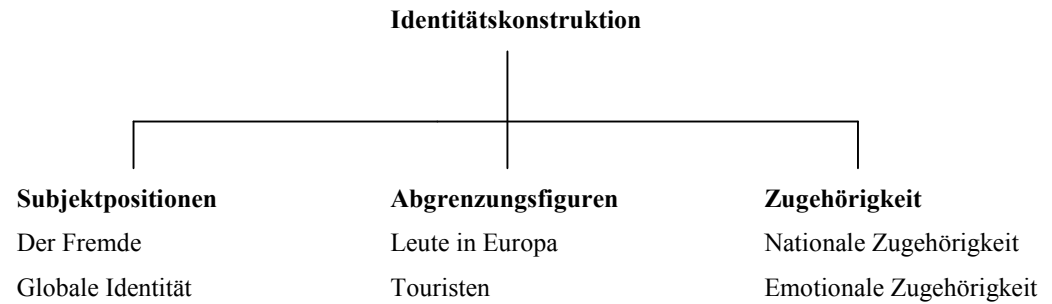 Identitätskonstruktion
Subjektpositionen
Der Fremde
Globale Identität
Abgrenzungsfiguren
Leute in Europa
Touristen
Zugehörigkeit
Nationale Zugehörigkeit
Emotionale Zugehörigkeit